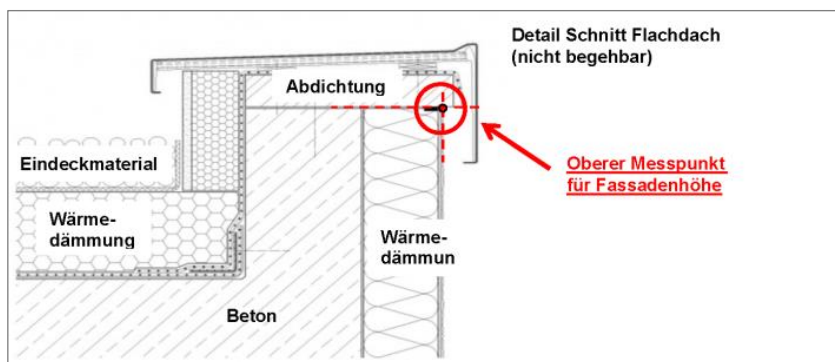 Detail Schnitt Flachdach
(nicht begehbar)
Abdichtung
Eindeckmaterial
Oberer Messpunkt
für Fassadenhöhe
Wärme-
dämmung
Wärme-
dämmun
Beton